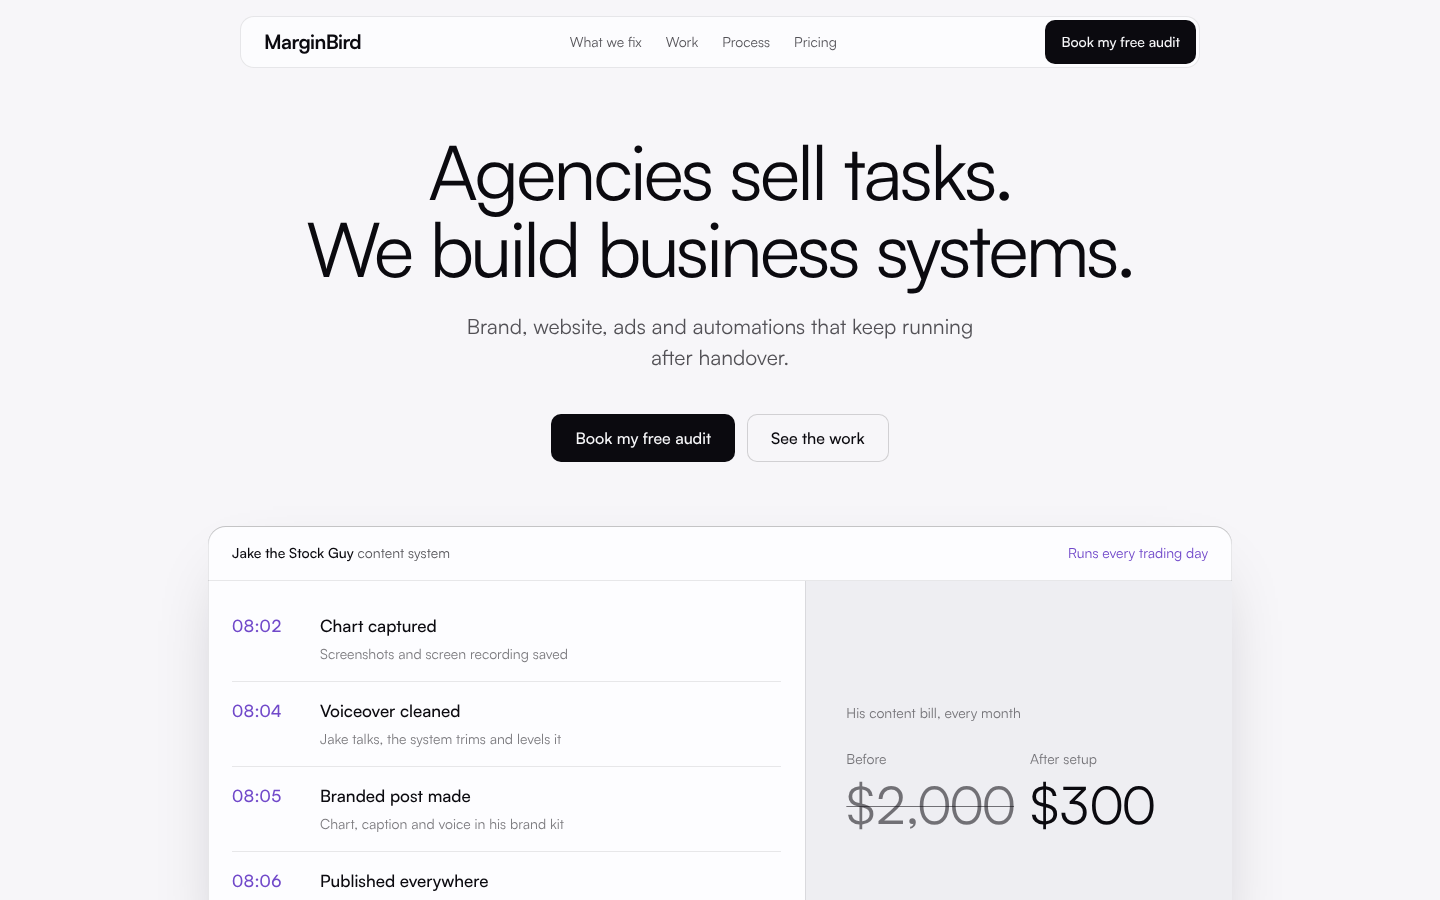 MarginBird
What we fix
Work
Process
Pricing
Book my free audit
Agencies sell tasks.
We build business systems.
Brand, website, ads and automations that keep running
after handover.
Book my free audit
See the work
Jake the Stock Guy content system
Runs every trading day
08:02
Chart captured
Screenshots and screen recording saved
08:04
Voiceover cleaned
Jake talks, the system trims and levels it
08:05
Branded post made
Chart, caption and voice in his brand kit
08:06
Published everywhere
His content bill, every month
Before
After setup
$2,000
$300